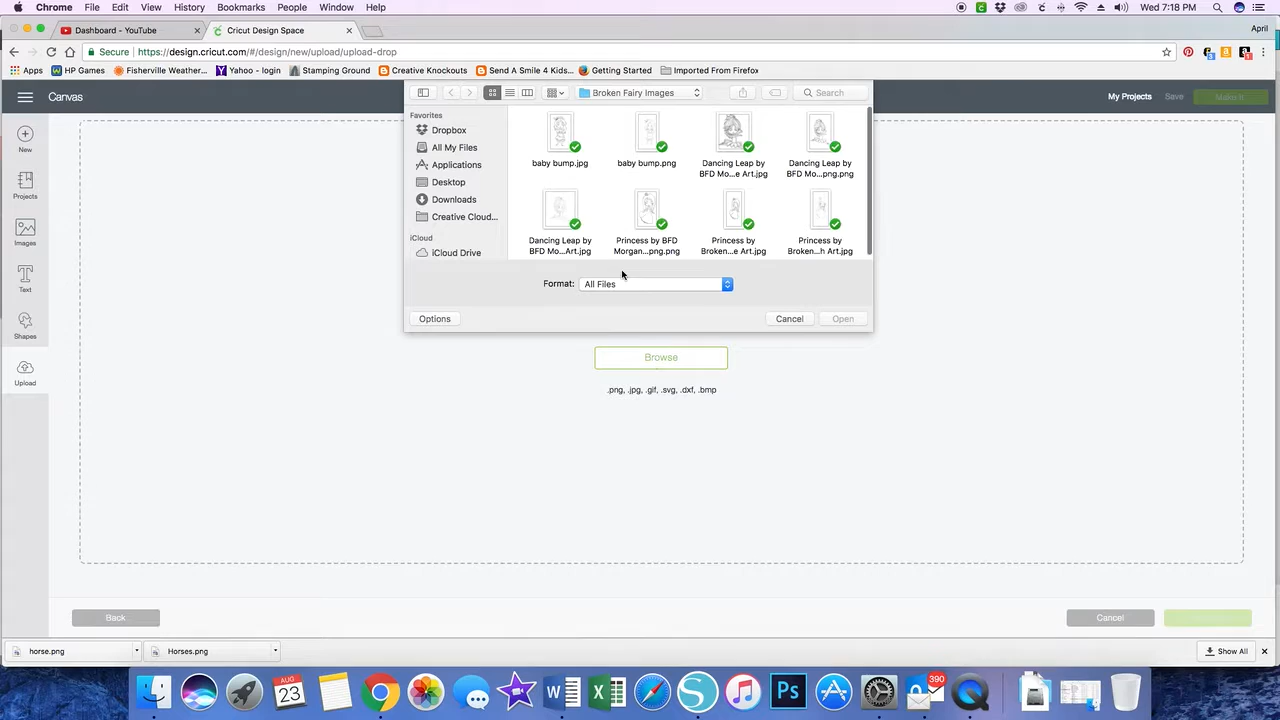 Chrome File Edit View History Bookmarks People Window Help Wed 7:18 PM
Dashboard - YouTube Cricut Design Space April
Secure https://design.cricut.com/#/design/new/upload/upload-drop
Apps HP Games Fisherville Weather... Yahoo - login Stamping Ground Creative Knockouts Send A Smile 4 Kids... Getting Started Imported From Firefox
Canvas Broken Fairy Images Search My Projects Save Make It
Favorites
Dropbox
All My Files
Applications
Desktop
Downloads
Creative Cloud...
iCloud
iCloud Drive
baby bump.jpg baby bump.png Dancing Leap by BFD Mo...e Art.jpg Dancing Leap by BFD Mo...png.png
Dancing Leap by BFD Mo...Art.jpg Princess by BFD Morgan...png.png Princess by Broken...e Art.jpg Princess by Broken...h Art.jpg
New
Projects
Images
Text
Shapes
Upload
Format: All Files
Options Cancel Open
Browse
.png, .jpg, .gif, .svg, .dxf, .bmp
Back Cancel
horse.png Horses.png Show All
AUG
23
W X S Ps 390